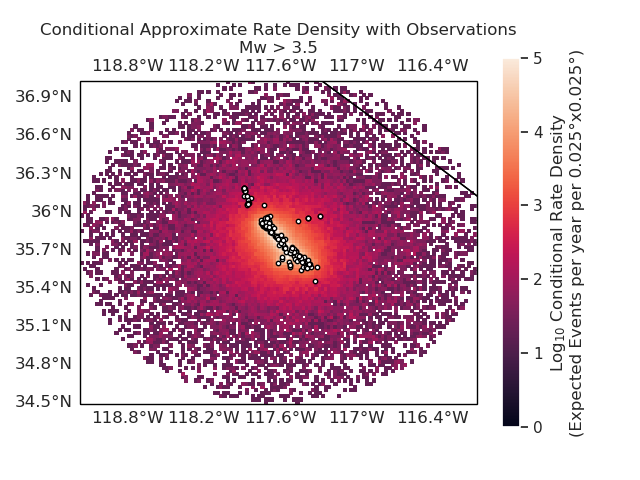 Conditional Approximate Rate Density with Observations
Mw > 3.5
118.8°W 118.2°W 117.6°W 117°W 116.4°W
36.9°N
36.6°N
36.3°N
36°N
35.7°N
35.4°N
35.1°N
34.8°N
34.5°N
118.8°W 118.2°W 117.6°W 117°W 116.4°W
5
4
3
2
1
0
Log₁₀ Conditional Rate Density
(Expected Events per year per 0.025°x0.025°)